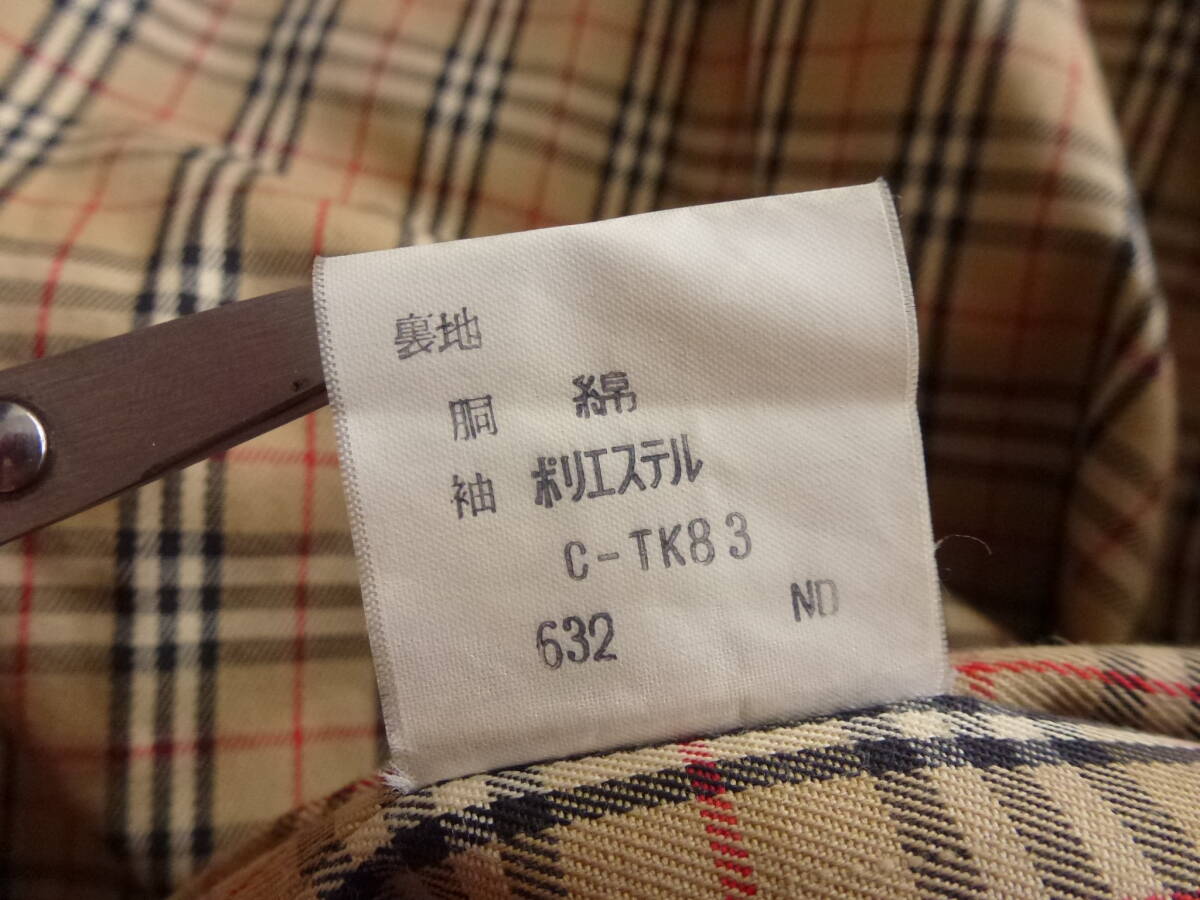 裏地
胴 綿
袖 ポリエステル
C-TK83
632 ND